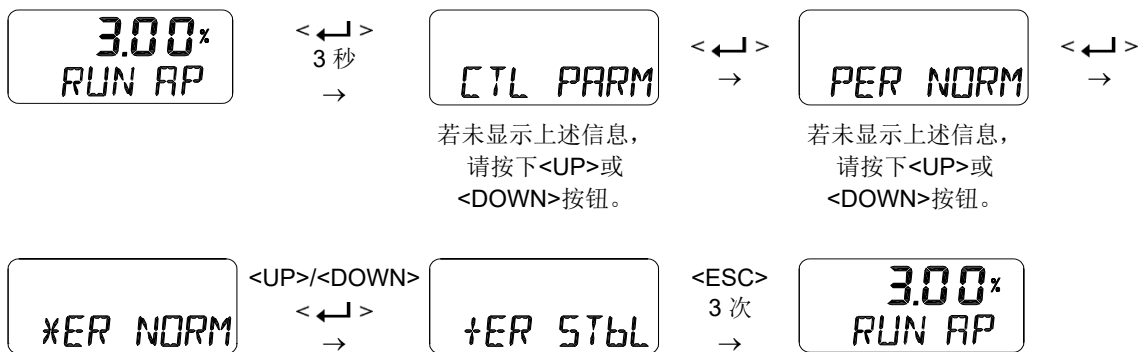 3.00%
RUN AP
< ↵ >
3 秒
→
CTL PARM
若未显示上述信息，
请按下<UP>或
<DOWN>按钮。
< ↵ >
→
PER NORM
若未显示上述信息，
请按下<UP>或
<DOWN>按钮。
< ↵ >
→
*ER NORM
<UP>/<DOWN>
< ↵ >
→
+ER STbL
<ESC>
3 次
→
3.00%
RUN AP